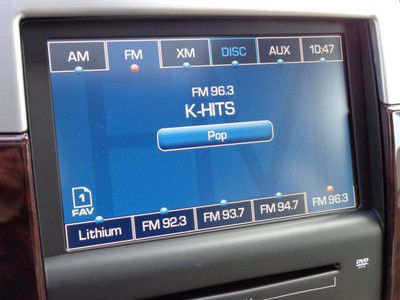 AM FM XM DISC AUX 10:47
FM 96.3
K-HITS
Pop
1
FAV
Lithium FM 92.3 FM 93.7 FM 94.7 FM 96.3
DVD